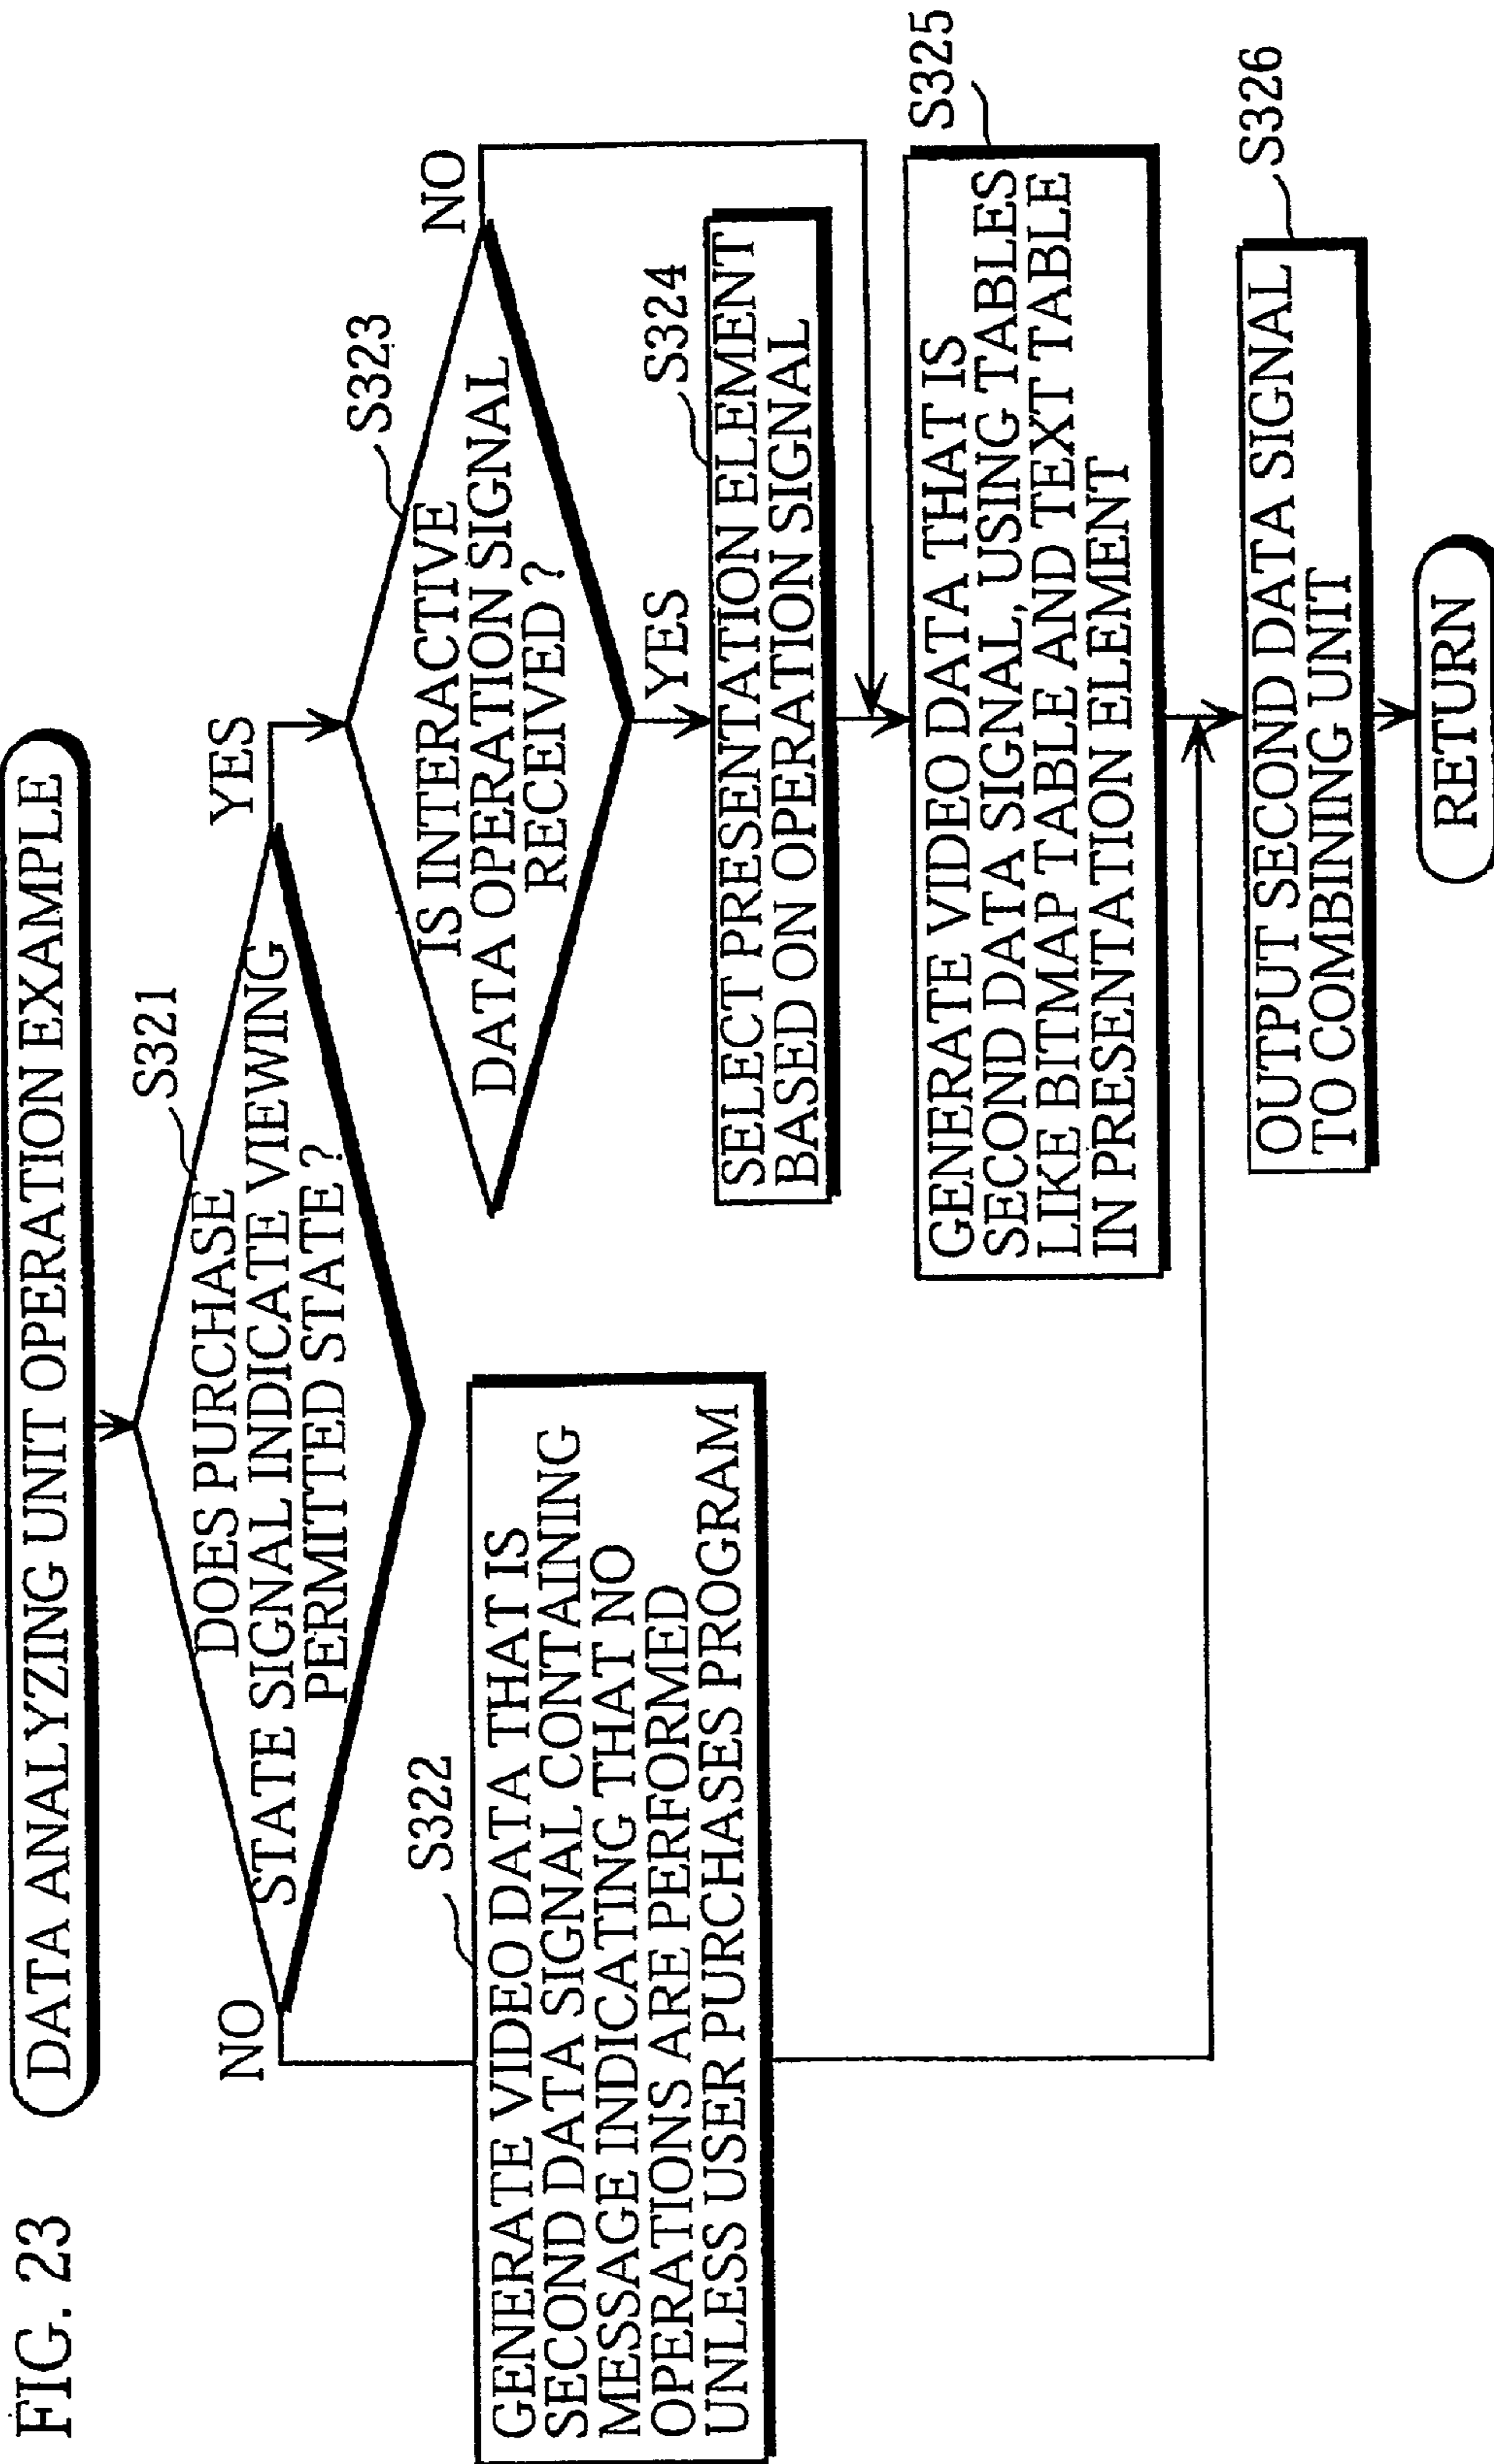 FIG. 23
DATA ANALYZING UNIT OPERATION EXAMPLE
S321
DOES PURCHASE
STATE SIGNAL INDICATE VIEWING
PERMITTED STATE ?
NO
YES
S322
GENERATE VIDEO DATA THAT IS
SECOND DATA SIGNAL CONTAINING
MESSAGE INDICATING THAT NO
OPERATIONS ARE PERFORMED
UNLESS USER PURCHASES PROGRAM
S323
IS INTERACTIVE
DATA OPERATION SIGNAL
RECEIVED ?
NO
YES
S324
SELECT PRESENTATION ELEMENT
BASED ON OPERATION SIGNAL
S325
GENERATE VIDEO DATA THAT IS
SECOND DATA SIGNAL, USING TABLES
LIKE BITMAP TABLE AND TEXT TABLE
IN PRESENTATION ELEMENT
S326
OUTPUT SECOND DATA SIGNAL
TO COMBINING UNIT
RETURN